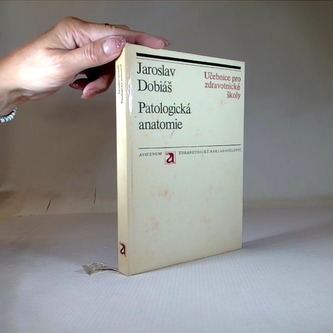 Jaroslav
Dobiáš
Patologická
anatomie
Učebnice pro
zdravotnické
školy
AVICENUM
ZDRAVOTNICKÉ NAKLADATELSTVÍ